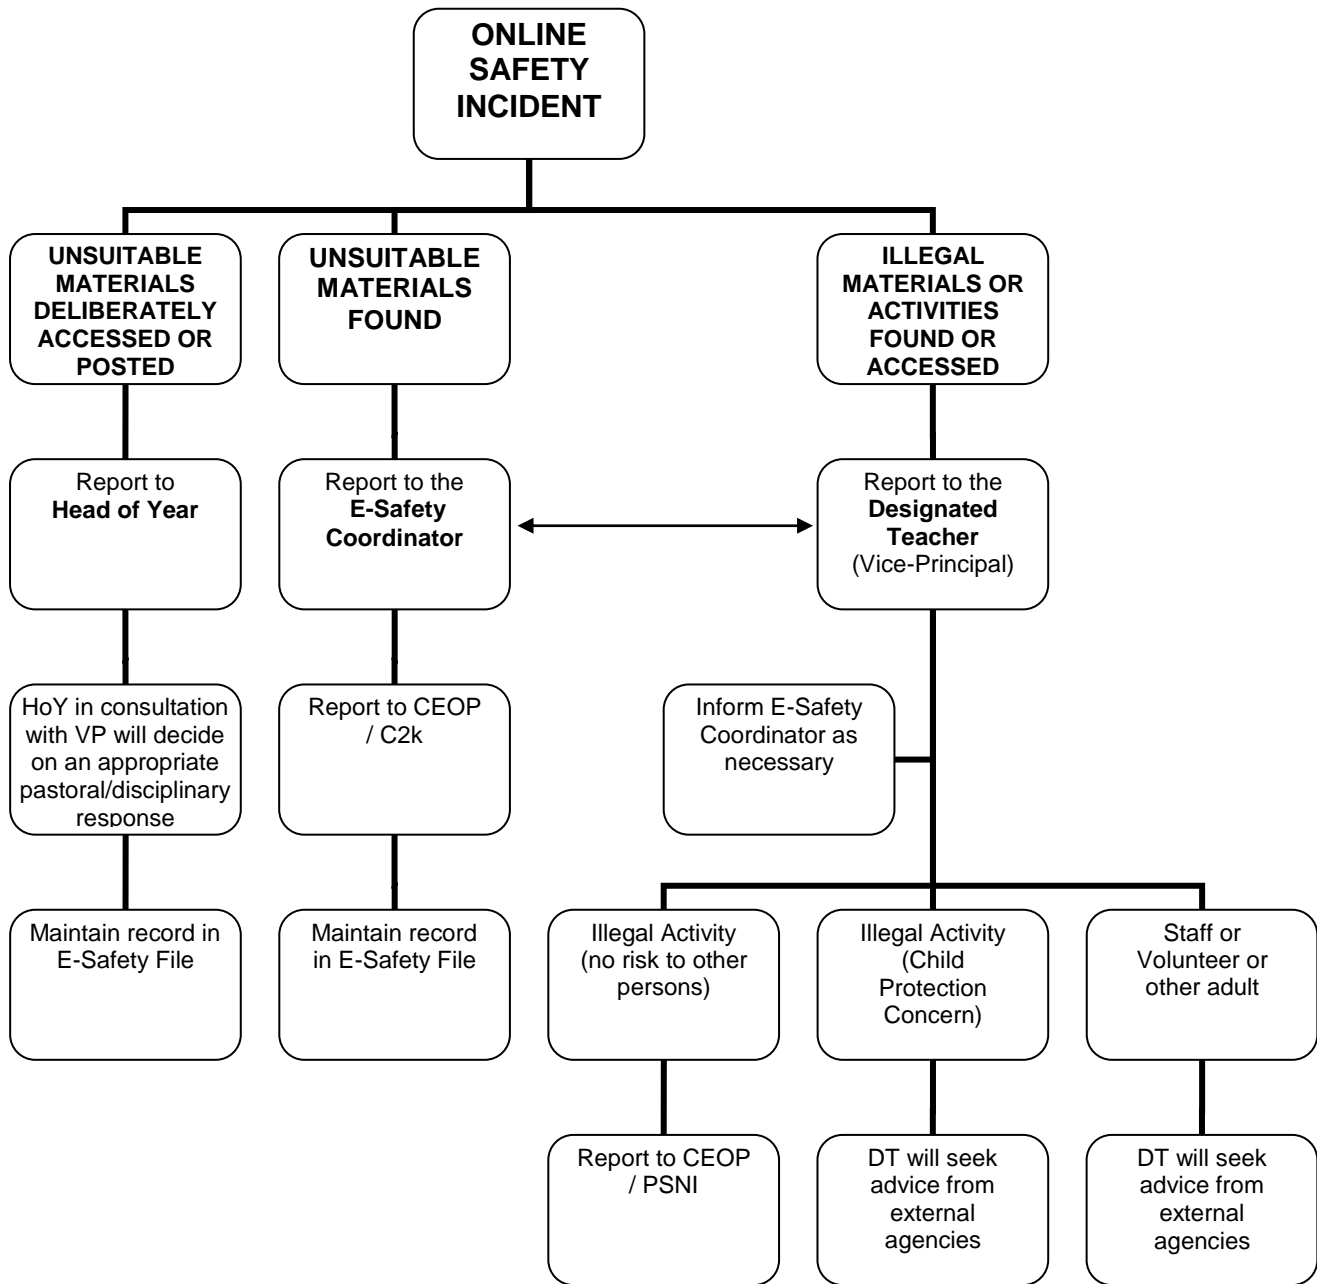 ONLINE
SAFETY
INCIDENT
UNSUITABLE
MATERIALS
DELIBERATELY
ACCESSED OR
POSTED
UNSUITABLE
MATERIALS
FOUND
ILLEGAL
MATERIALS OR
ACTIVITIES
FOUND OR
ACCESSED
Report to
Head of Year
Report to the
E-Safety
Coordinator
Report to the
Designated
Teacher
(Vice-Principal)
HoY in consultation
with VP will decide
on an appropriate
pastoral/disciplinary
response
Report to CEOP
/ C2k
Inform E-Safety
Coordinator as
necessary
Maintain record in
E-Safety File
Maintain record
in E-Safety File
Illegal Activity
(no risk to other
persons)
Illegal Activity
(Child
Protection
Concern)
Staff or
Volunteer or
other adult
Report to CEOP
/ PSNI
DT will seek
advice from
external
agencies
DT will seek
advice from
external
agencies